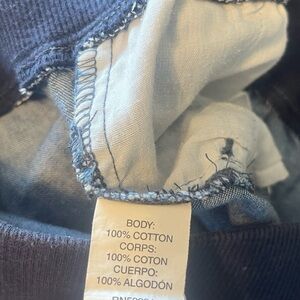 BODY:
100% COTTON
CORPS:
100% COTON
CUERPO:
100% ALGODÓN